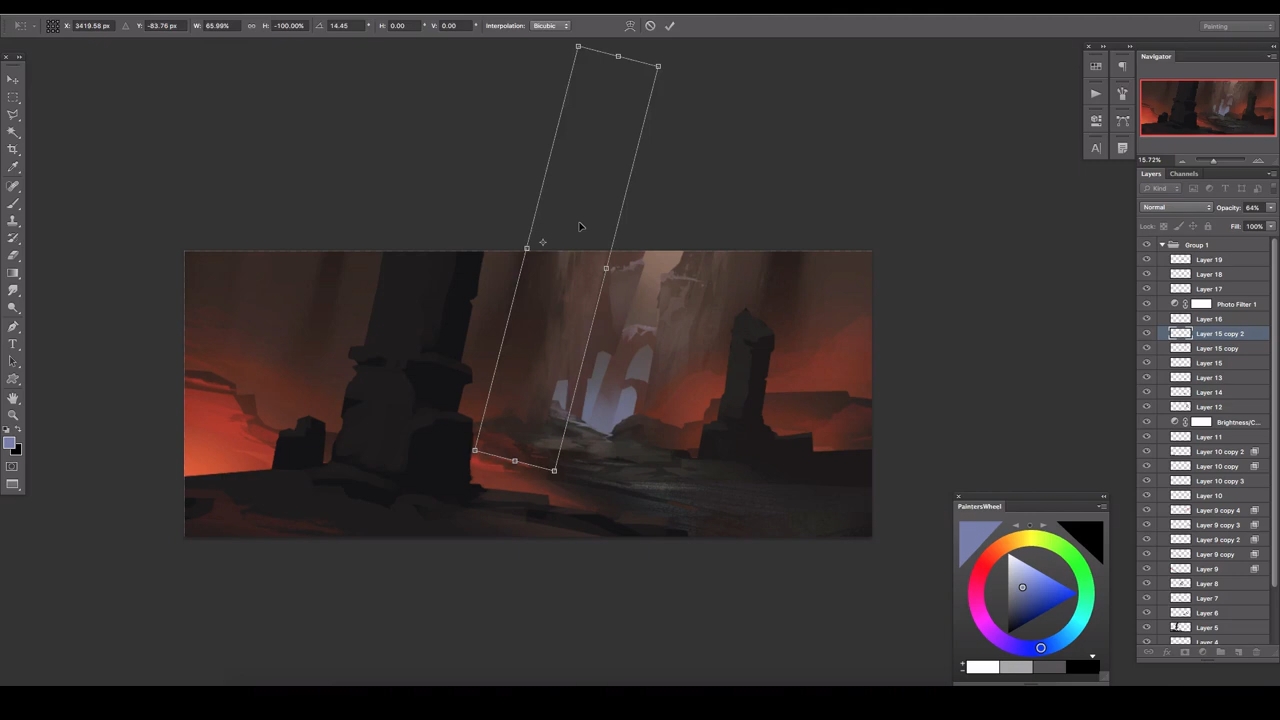 X: 3419.58 px Y: -83.76 px W: 65.99% H: -100.00% 14.45 ° H: 0.00 ° V: 0.00 ° Interpolation: Bicubic Painting
Navigator
15.72%
Layers Channels
Kind
Normal Opacity: 64%
Lock: Fill: 100%
Group 1
Layer 19
Layer 18
Layer 17
Photo Filter 1
Layer 16
Layer 15 copy 2
Layer 15 copy
Layer 15
Layer 13
Layer 14
Layer 12
Brightness/C...
Layer 11
Layer 10 copy 2
Layer 10 copy
Layer 10 copy 3
Layer 10
Layer 9 copy 4
Layer 9 copy 3
Layer 9 copy 2
Layer 9 copy
Layer 9
Layer 8
Layer 7
Layer 6
Layer 5
Layer 4
PaintersWheel